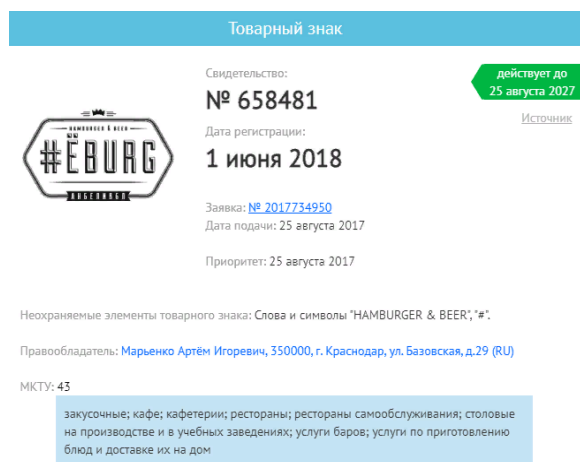 Товарный знак
HAMBURGER & BEER
#ЁBURG
Свидетельство:
№ 658481
Дата регистрации:
1 июня 2018
действует до
25 августа 2027
Источник
Заявка: № 2017734950
Дата подачи: 25 августа 2017
Приоритет: 25 августа 2017
Неохраняемые элементы товарного знака: Слова и символы "HAMBURGER & BEER", "#".
Правообладатель: Марьенко Артём Игоревич, 350000, г. Краснодар, ул. Базовская, д.29 (RU)
МКТУ: 43
закусочные; кафе; кафетерии; рестораны; рестораны самообслуживания; столовые
на производстве и в учебных заведениях; услуги баров; услуги по приготовлению
блюд и доставке их на дом